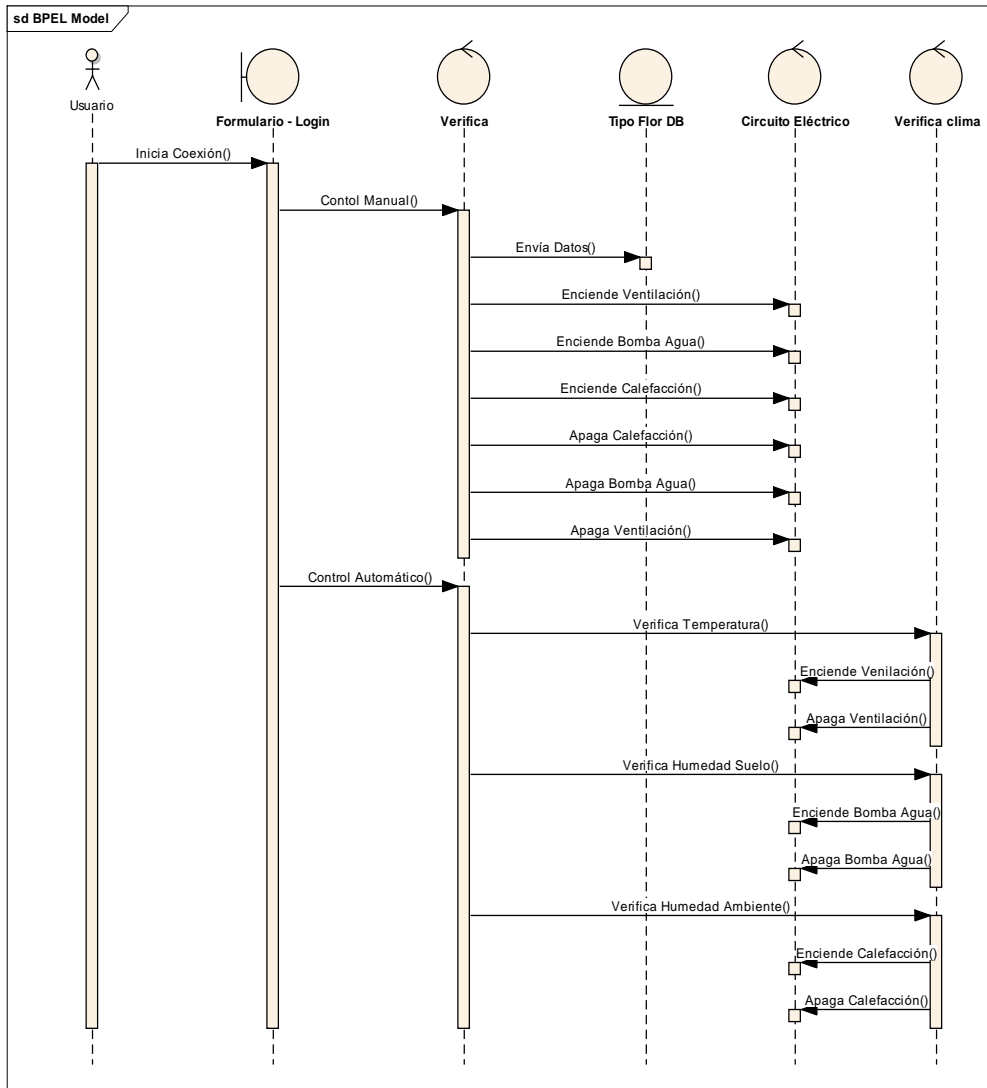 sd BPEL Model
Usuario
Formulario - Login
Verifica
Tipo Flor DB
Circuito Eléctrico
Verifica clima
Inicia Coexión()
Contol Manual()
Envía Datos()
Enciende Ventilación()
Enciende Bomba Agua()
Enciende Calefacción()
Apaga Calefacción()
Apaga Bomba Agua()
Apaga Ventilación()
Control Automático()
Verifica Temperatura()
Enciende Venilación()
Apaga Ventilación()
Verifica Humedad Suelo()
Enciende Bomba Agua()
Apaga Bomba Agua()
Verifica Humedad Ambiente()
Enciende Calefacción()
Apaga Calefacción()